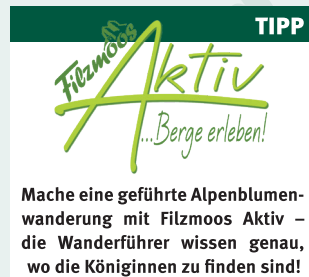 TIPP
Filzmoos
Aktiv
...Berge erleben!
Mache eine geführte Alpenblumen-
wanderung mit Filzmoos Aktiv –
die Wanderführer wissen genau,
wo die Königinnen zu finden sind!